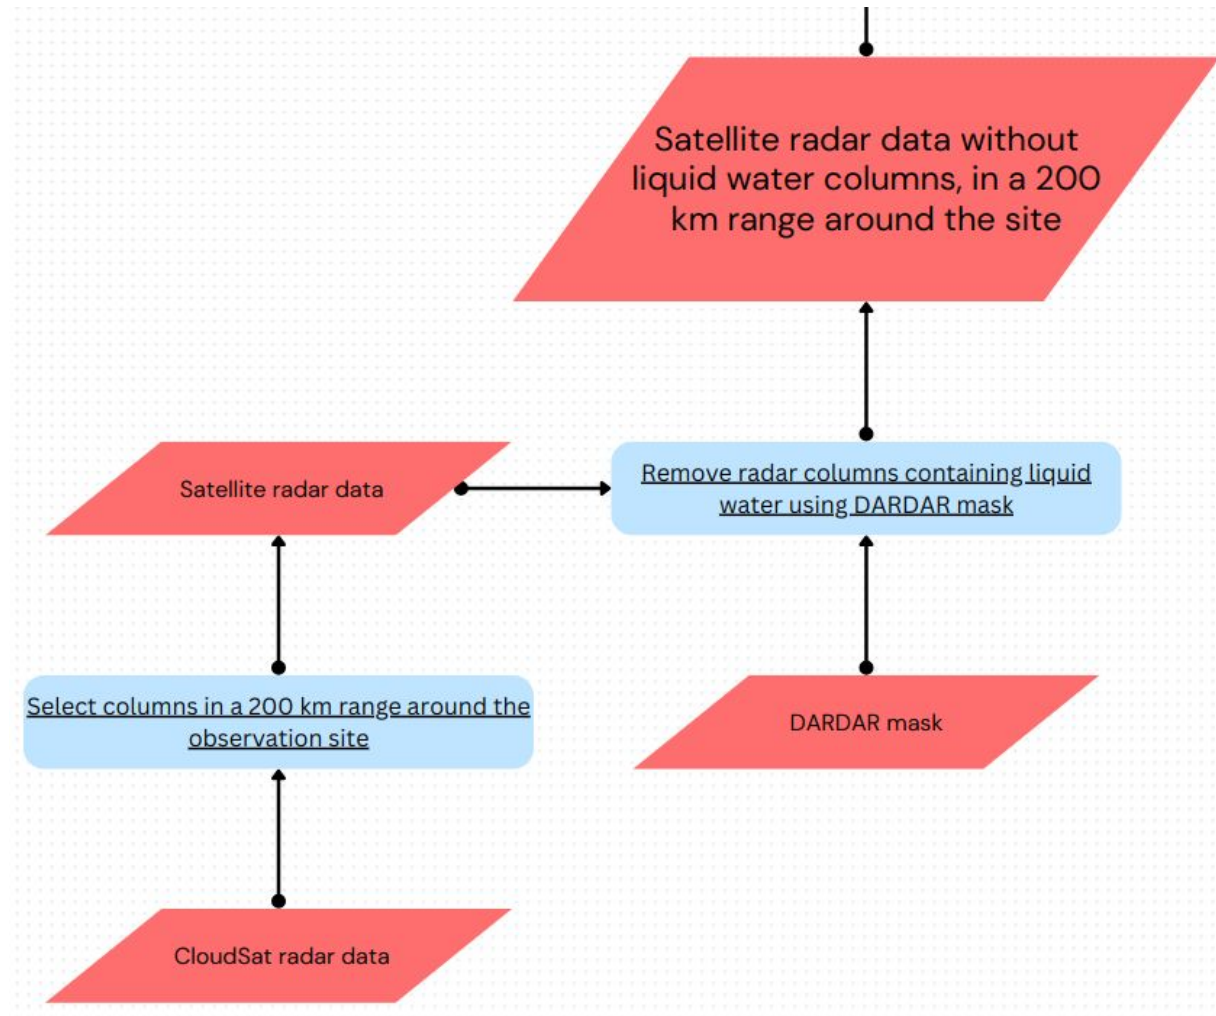 Satellite radar data without
liquid water columns, in a 200
km range around the site
Satellite radar data
Remove radar columns containing liquid
water using DARDAR mask
Select columns in a 200 km range around the
observation site
DARDAR mask
CloudSat radar data